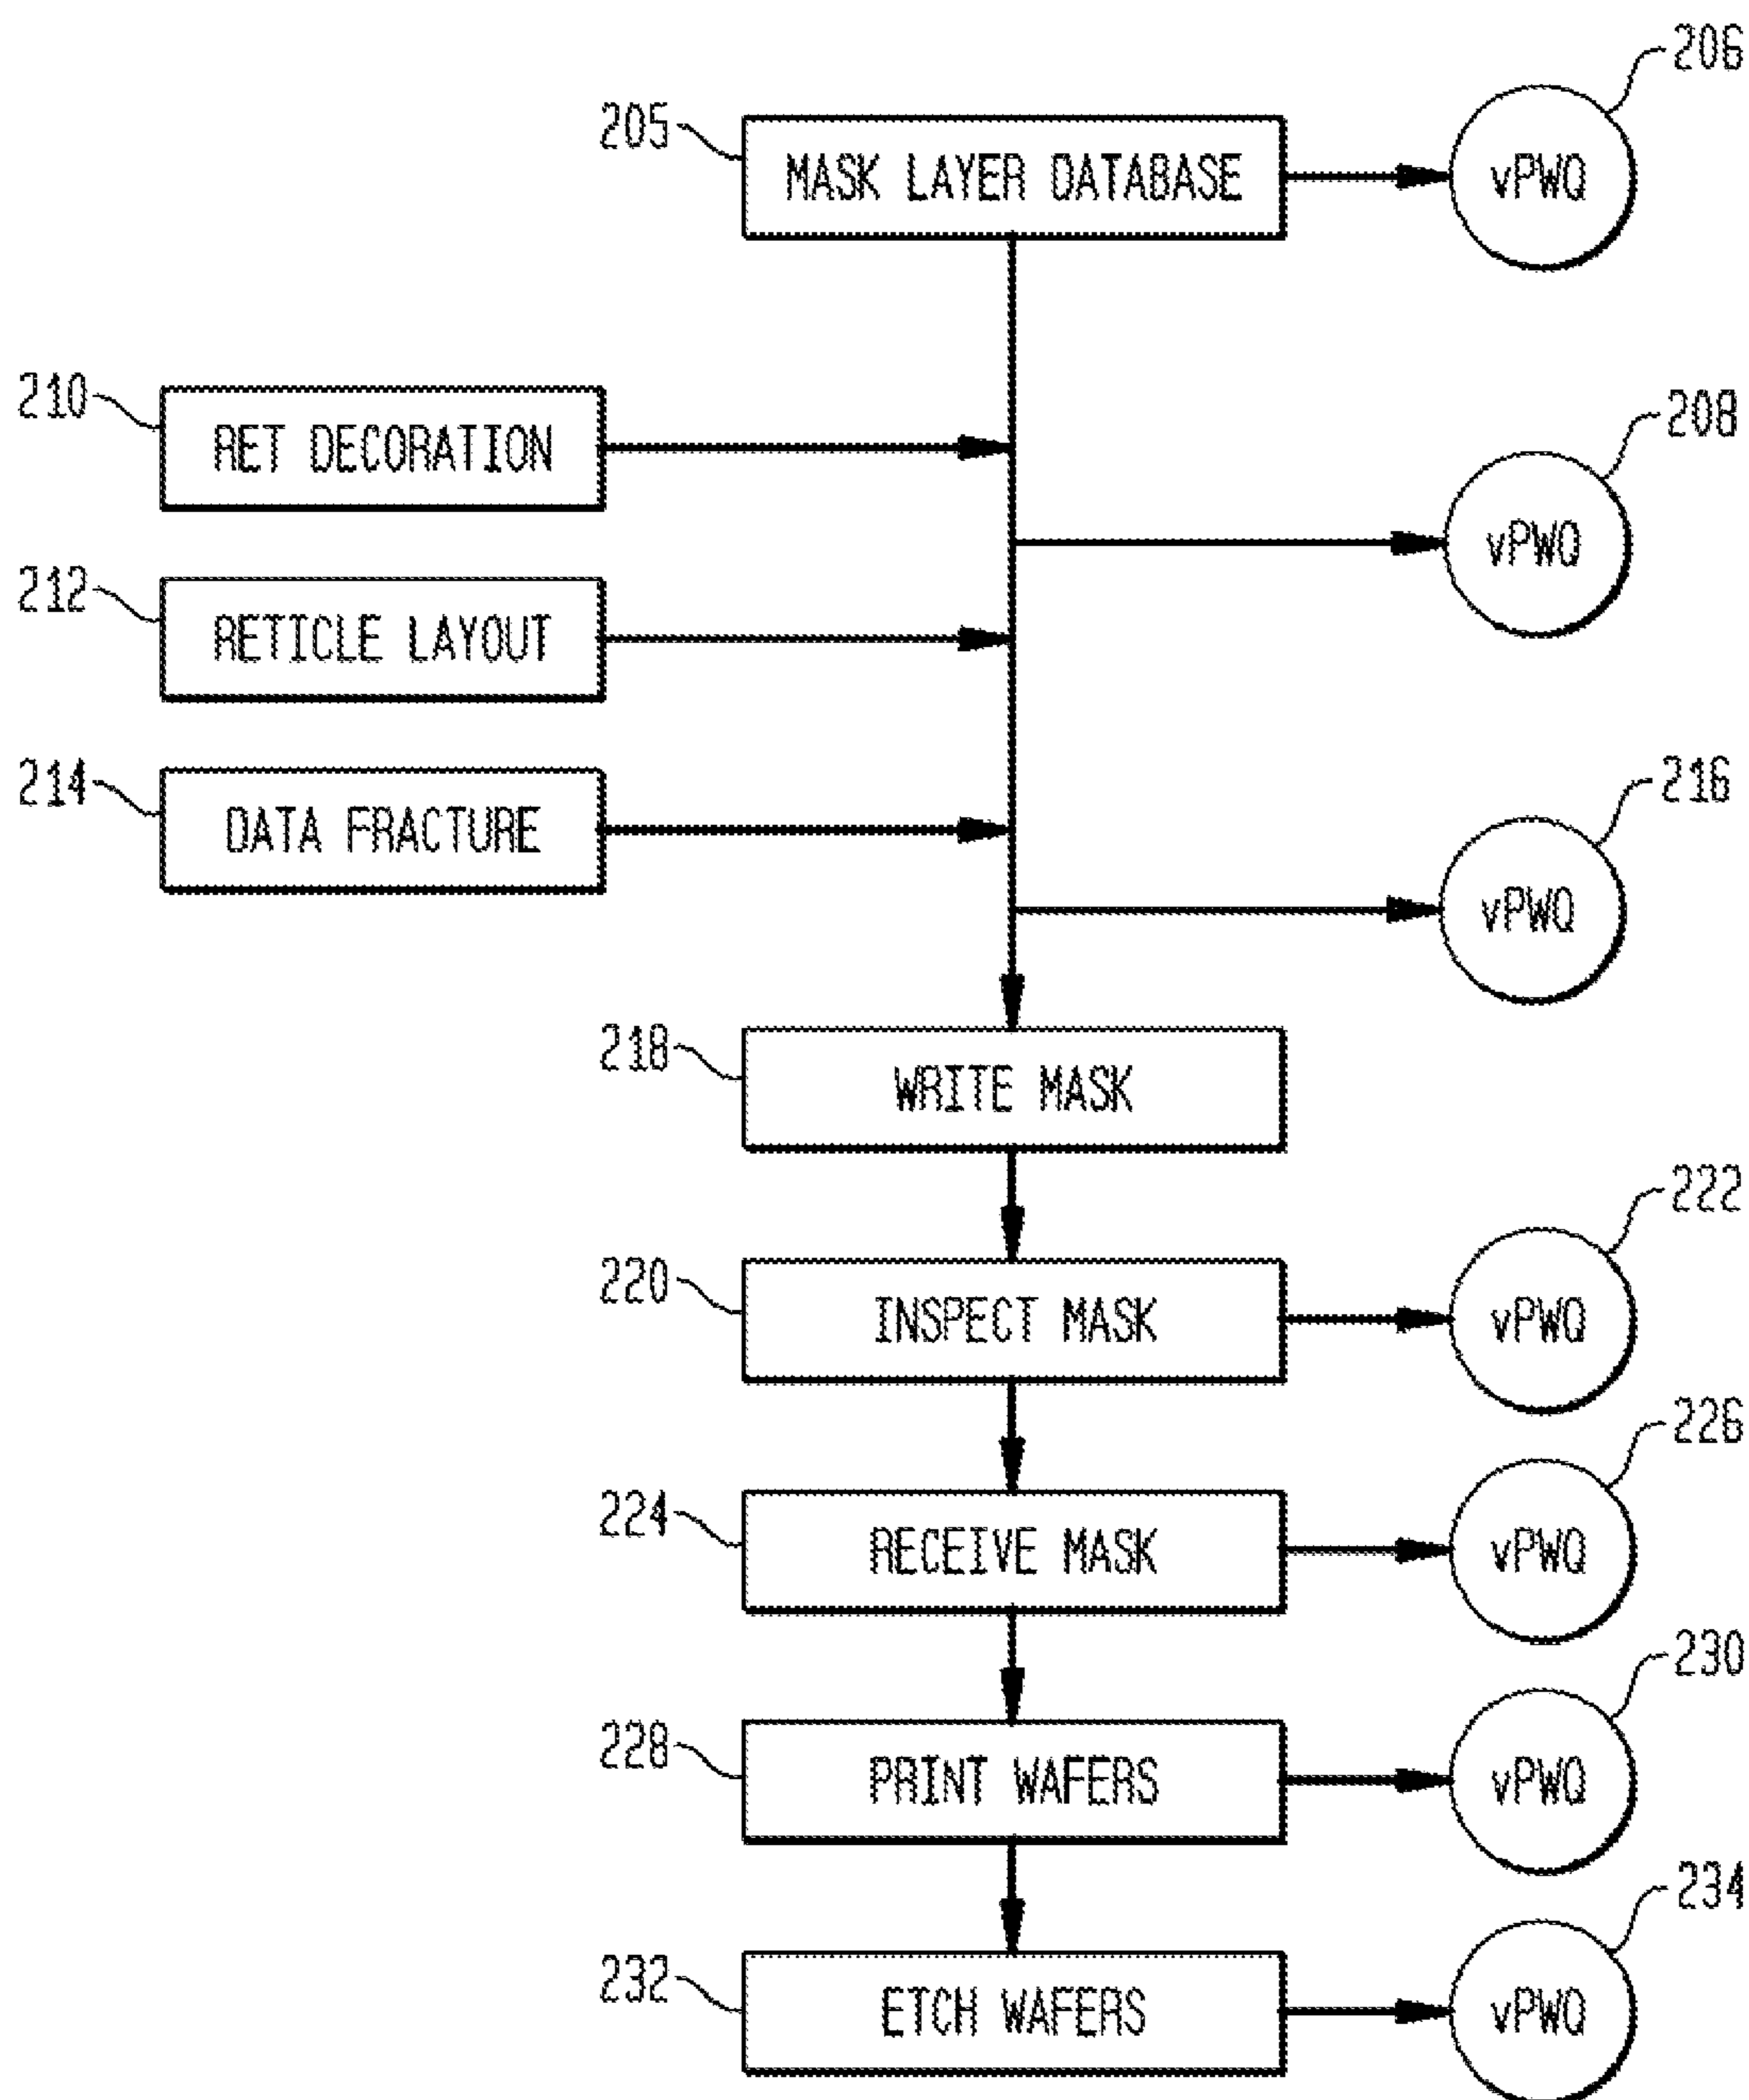 206
205
MASK LAYER DATABASE
vPWQ
210
RET DECORATION
208
vPWQ
212
RETICLE LAYOUT
214
DATA FRACTURE
216
vPWQ
218
WRITE MASK
220
INSPECT MASK
222
vPWQ
224
RECEIVE MASK
226
vPWQ
228
PRINT WAFERS
230
vPWQ
232
ETCH WAFERS
234
vPWQ